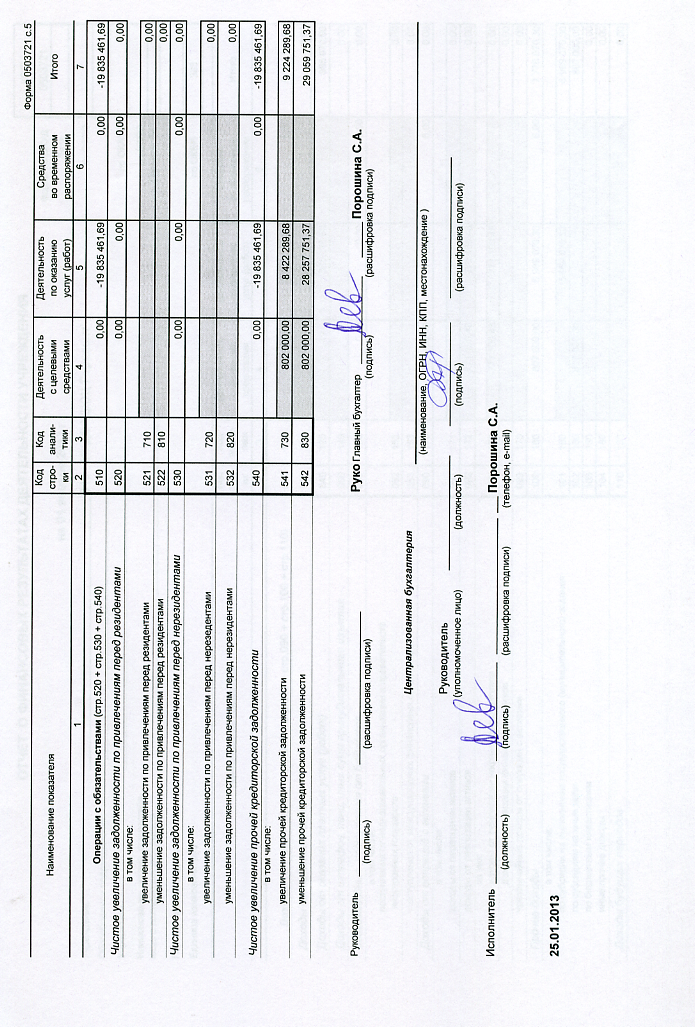 Форма 0503721 с.5
Наименование показателя Код стро- ки Код анали- тики Деятельность с целевыми средствами Деятельность по оказанию услуг (работ) Средства во временном распоряжении Итого
1 2 3 4 5 6 7
Операции с обязательствами (стр.520 + стр.530 + стр.540) 510 0,00 -19 835 461,69 0,00 -19 835 461,69
Чистое увеличение задолженности по привлечениям перед резидентами 520 0,00 0,00 0,00 0,00
в том числе:
увеличение задолженности по привлечениям перед резидентами 521 710 0,00
уменьшение задолженности по привлечениям перед резидентами 522 810 0,00
Чистое увеличение задолженности по привлечениям перед нерезидентами 530 0,00 0,00 0,00 0,00
в том числе:
увеличение задолженности по привлечениям перед нерезедентами 531 720 0,00
уменьшение задолженности по привлечениям перед нерезидентами 532 820 0,00
Чистое увеличение прочей кредиторской задолженности 540 0,00 -19 835 461,69 0,00 -19 835 461,69
в том числе:
увеличение прочей кредиторской задолженности 541 730 802 000,00 8 422 289,68 9 224 289,68
уменьшение прочей кредиторской задолженности 542 830 802 000,00 28 257 751,37 29 059 751,37
Руководитель Руко Главный бухгалтер Порошина С.А.
(подпись) (расшифровка подписи) (подпись) (расшифровка подписи)
Централизованная бухгалтерия
(наименование, ОГРН, ИНН, КПП, местонахождение )
Руководитель
(уполномоченное лицо) (должность) (подпись) (расшифровка подписи)
Исполнитель Порошина С.А.
(должность) (подпись) (расшифровка подписи) (телефон, e-mail)
25.01.2013